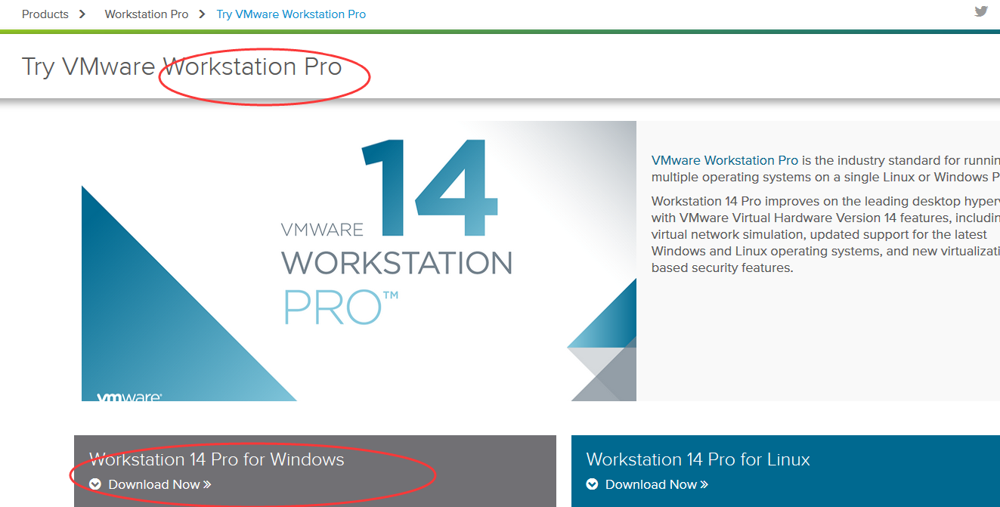 Products > Workstation Pro > Try VMware Workstation Pro
Try VMware Workstation Pro
14
VMWARE
WORKSTATION
PRO™
vmware®
VMware Workstation Pro is the industry standard for
multiple operating systems on a single Linux or Windows
Workstation 14 Pro improves on the leading desktop
with VMware Virtual Hardware Version 14 features,
virtual network simulation, updated support for the latest
Windows and Linux operating systems, and new
based security features.
Workstation 14 Pro for Windows
Download Now »
Workstation 14 Pro for Linux
Download Now »